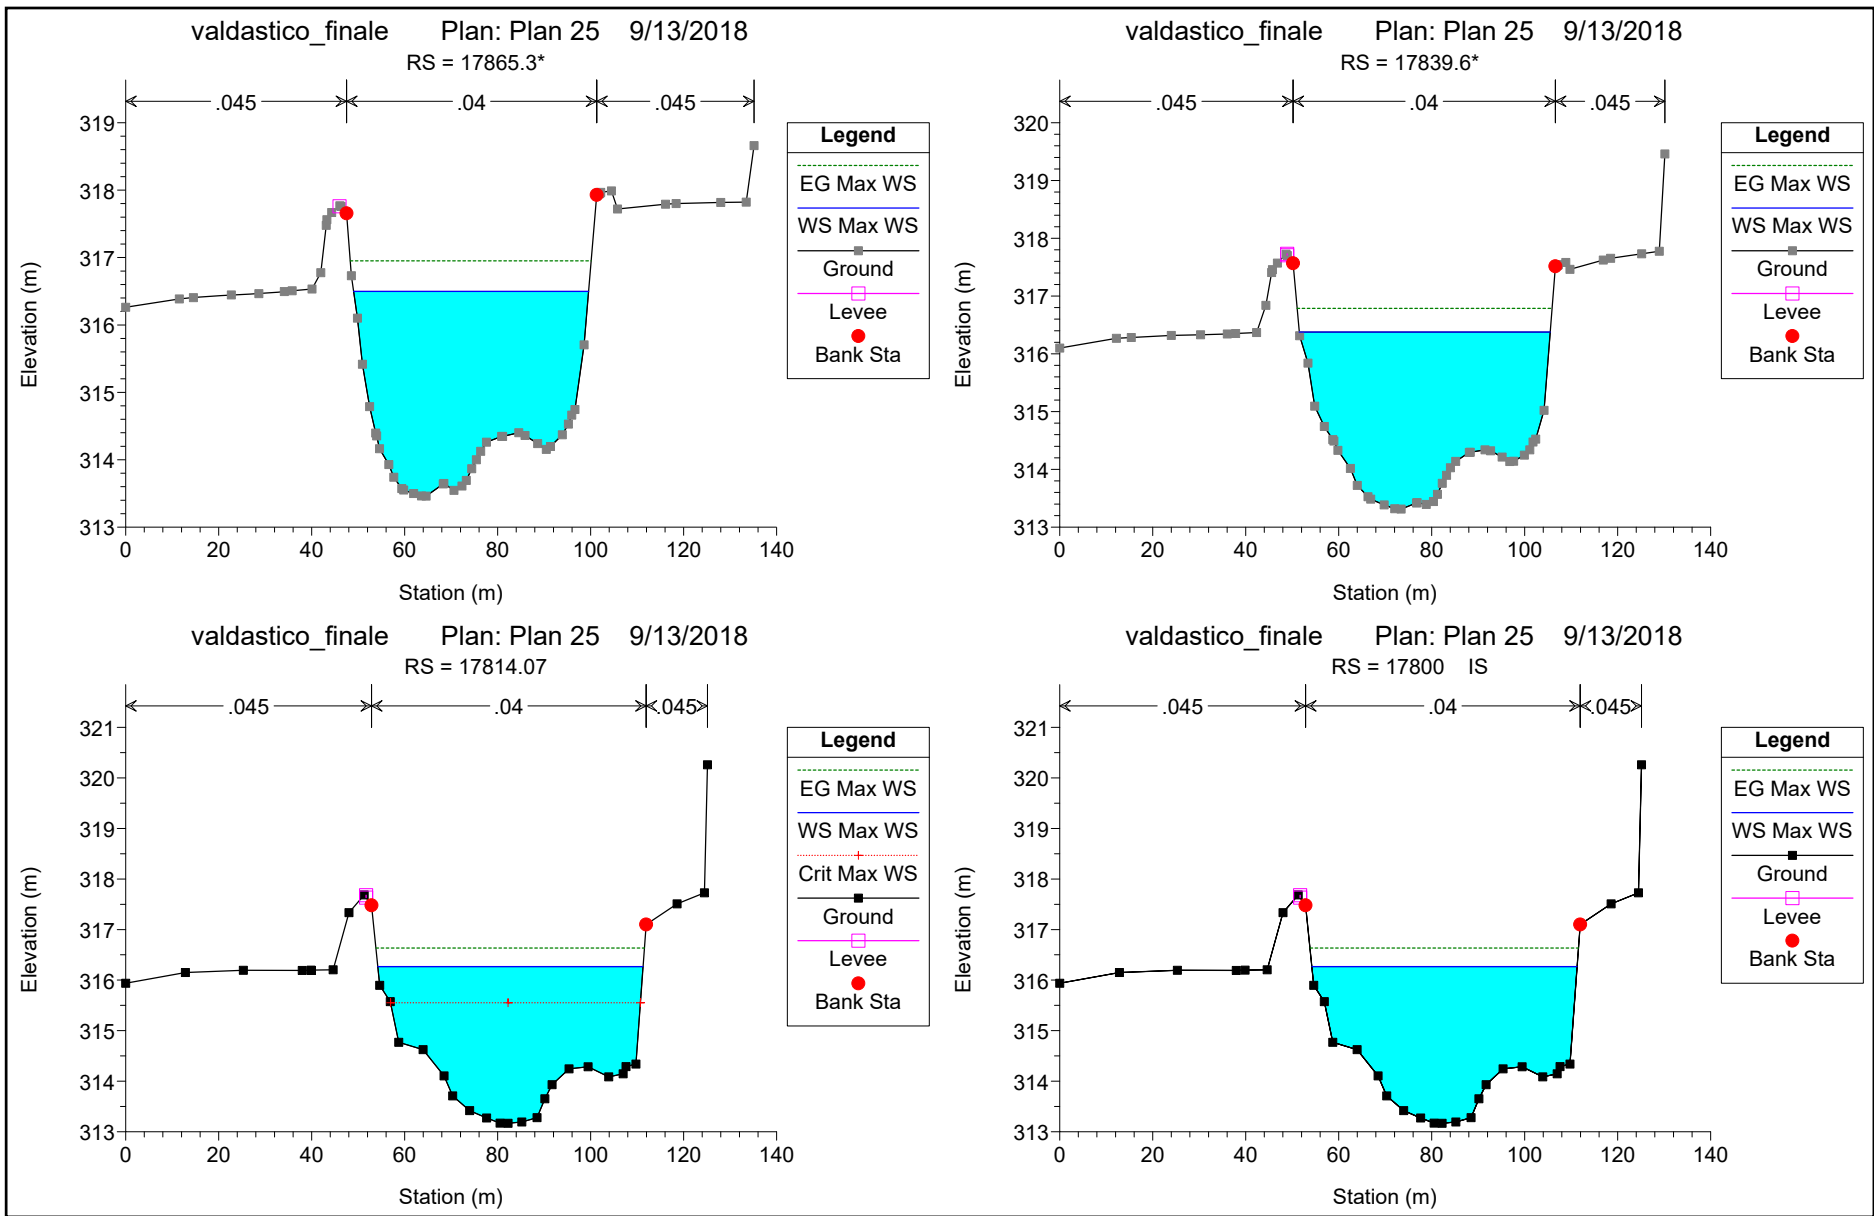 valdastico_finale Plan: Plan 25 9/13/2018
RS = 17865.3*
.045 .04 .045
319
318
317
316
315
314
313
0 20 40 60 80 100 120 140
Station (m)
Elevation (m)
Legend
EG Max WS
WS Max WS
Ground
Levee
Bank Sta
valdastico_finale Plan: Plan 25 9/13/2018
RS = 17839.6*
.045 .04 .045
320
319
318
317
316
315
314
313
0 20 40 60 80 100 120 140
Station (m)
Elevation (m)
Legend
EG Max WS
WS Max WS
Ground
Levee
Bank Sta
valdastico_finale Plan: Plan 25 9/13/2018
RS = 17814.07
.045 .04 .045
321
320
319
318
317
316
315
314
313
0 20 40 60 80 100 120 140
Station (m)
Elevation (m)
Legend
EG Max WS
WS Max WS
Crit Max WS
Ground
Levee
Bank Sta
valdastico_finale Plan: Plan 25 9/13/2018
RS = 17800 IS
.045 .04 .045
321
320
319
318
317
316
315
314
313
0 20 40 60 80 100 120 140
Station (m)
Elevation (m)
Legend
EG Max WS
WS Max WS
Ground
Levee
Bank Sta